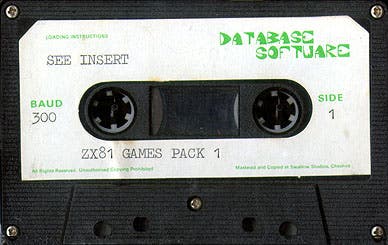 LOADING INSTRUCTIONS
DATABASE
SOFTWARE
SEE INSERT
BAUD
300
SIDE
1
ZX81 GAMES PACK 1
All Rights Reserved. Unauthorised Copying Prohibited
Mastered and Copied at Swallow Studios, Cheshire